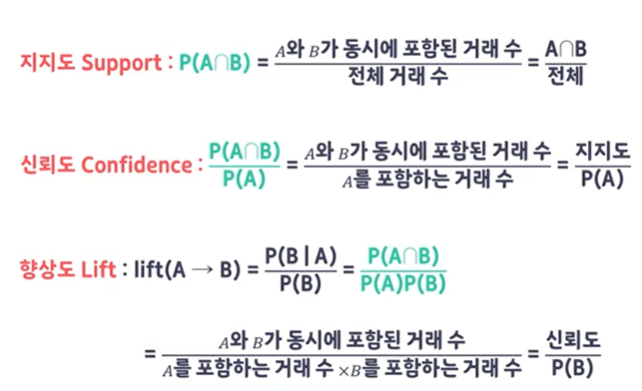 지지도 Support : P(A∩B) = A와 B가 동시에 포함된 거래 수 / 전체 거래 수 = A∩B / 전체
신뢰도 Confidence : P(A∩B) / P(A) = A와 B가 동시에 포함된 거래 수 / A를 포함하는 거래 수 = 지지도 / P(A)
향상도 Lift : lift(A → B) = P(B | A) / P(B) = P(A∩B) / P(A)P(B)
= A와 B가 동시에 포함된 거래 수 / A를 포함하는 거래 수 ×B를 포함하는 거래 수 = 신뢰도 / P(B)